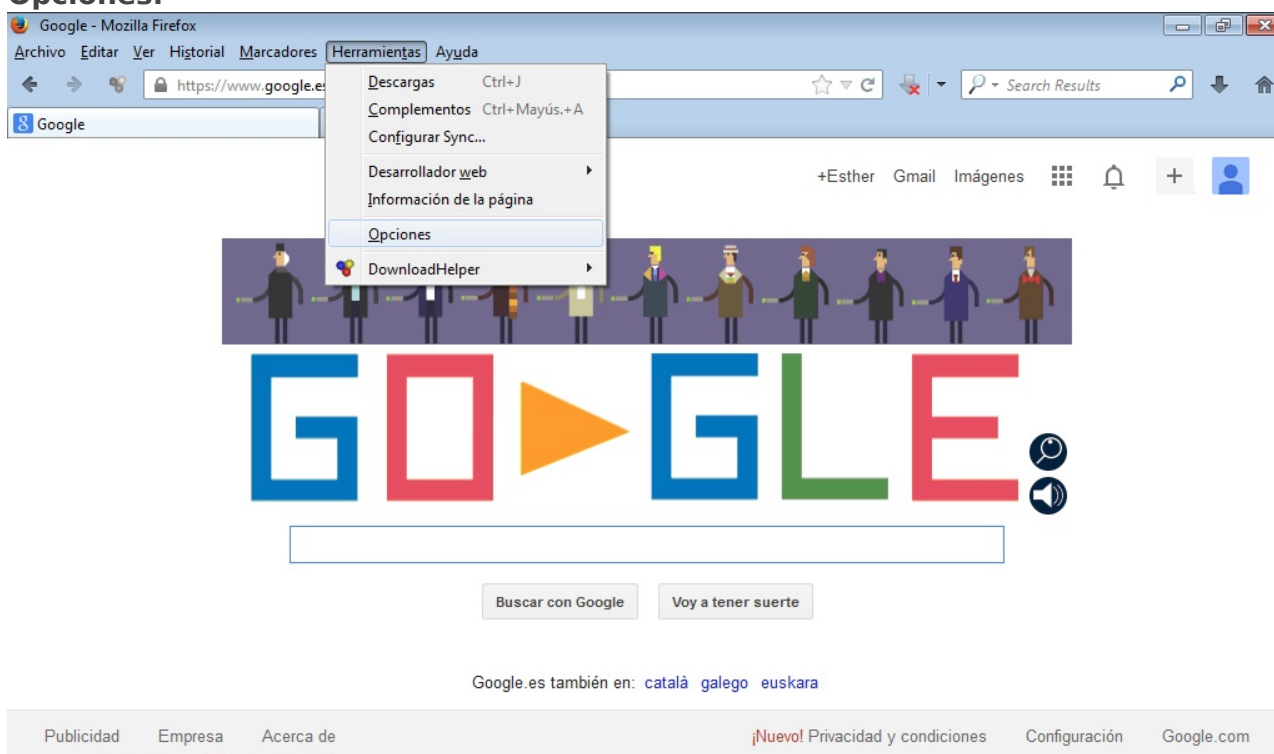 Opciones.
Google - Mozilla Firefox
Archivo Editar Ver Historial Marcadores Herramientas Ayuda
https://www.google.es
Search Results
Google
Descargas Ctrl+J
Complementos Ctrl+Mayús.+A
Configurar Sync...
Desarrollador web
Información de la página
Opciones
DownloadHelper
+Esther Gmail Imágenes
GOGLE
Buscar con Google Voy a tener suerte
Google.es también en: català galego euskara
Publicidad Empresa Acerca de ¡Nuevo! Privacidad y condiciones Configuración Google.com